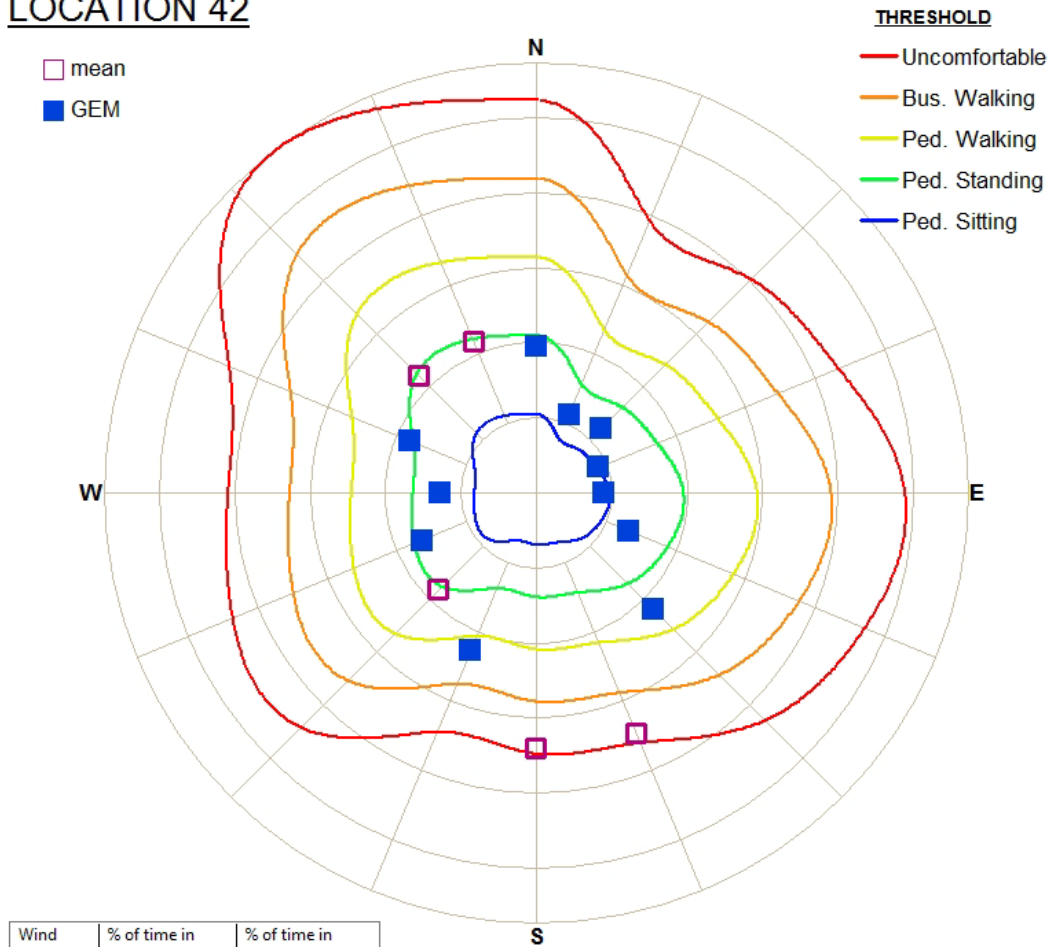 LOCATION 42
mean
GEM
THRESHOLD
Uncomfortable
Bus. Walking
Ped. Walking
Ped. Standing
Ped. Sitting
N
W
E
S
Wind % of time in % of time in